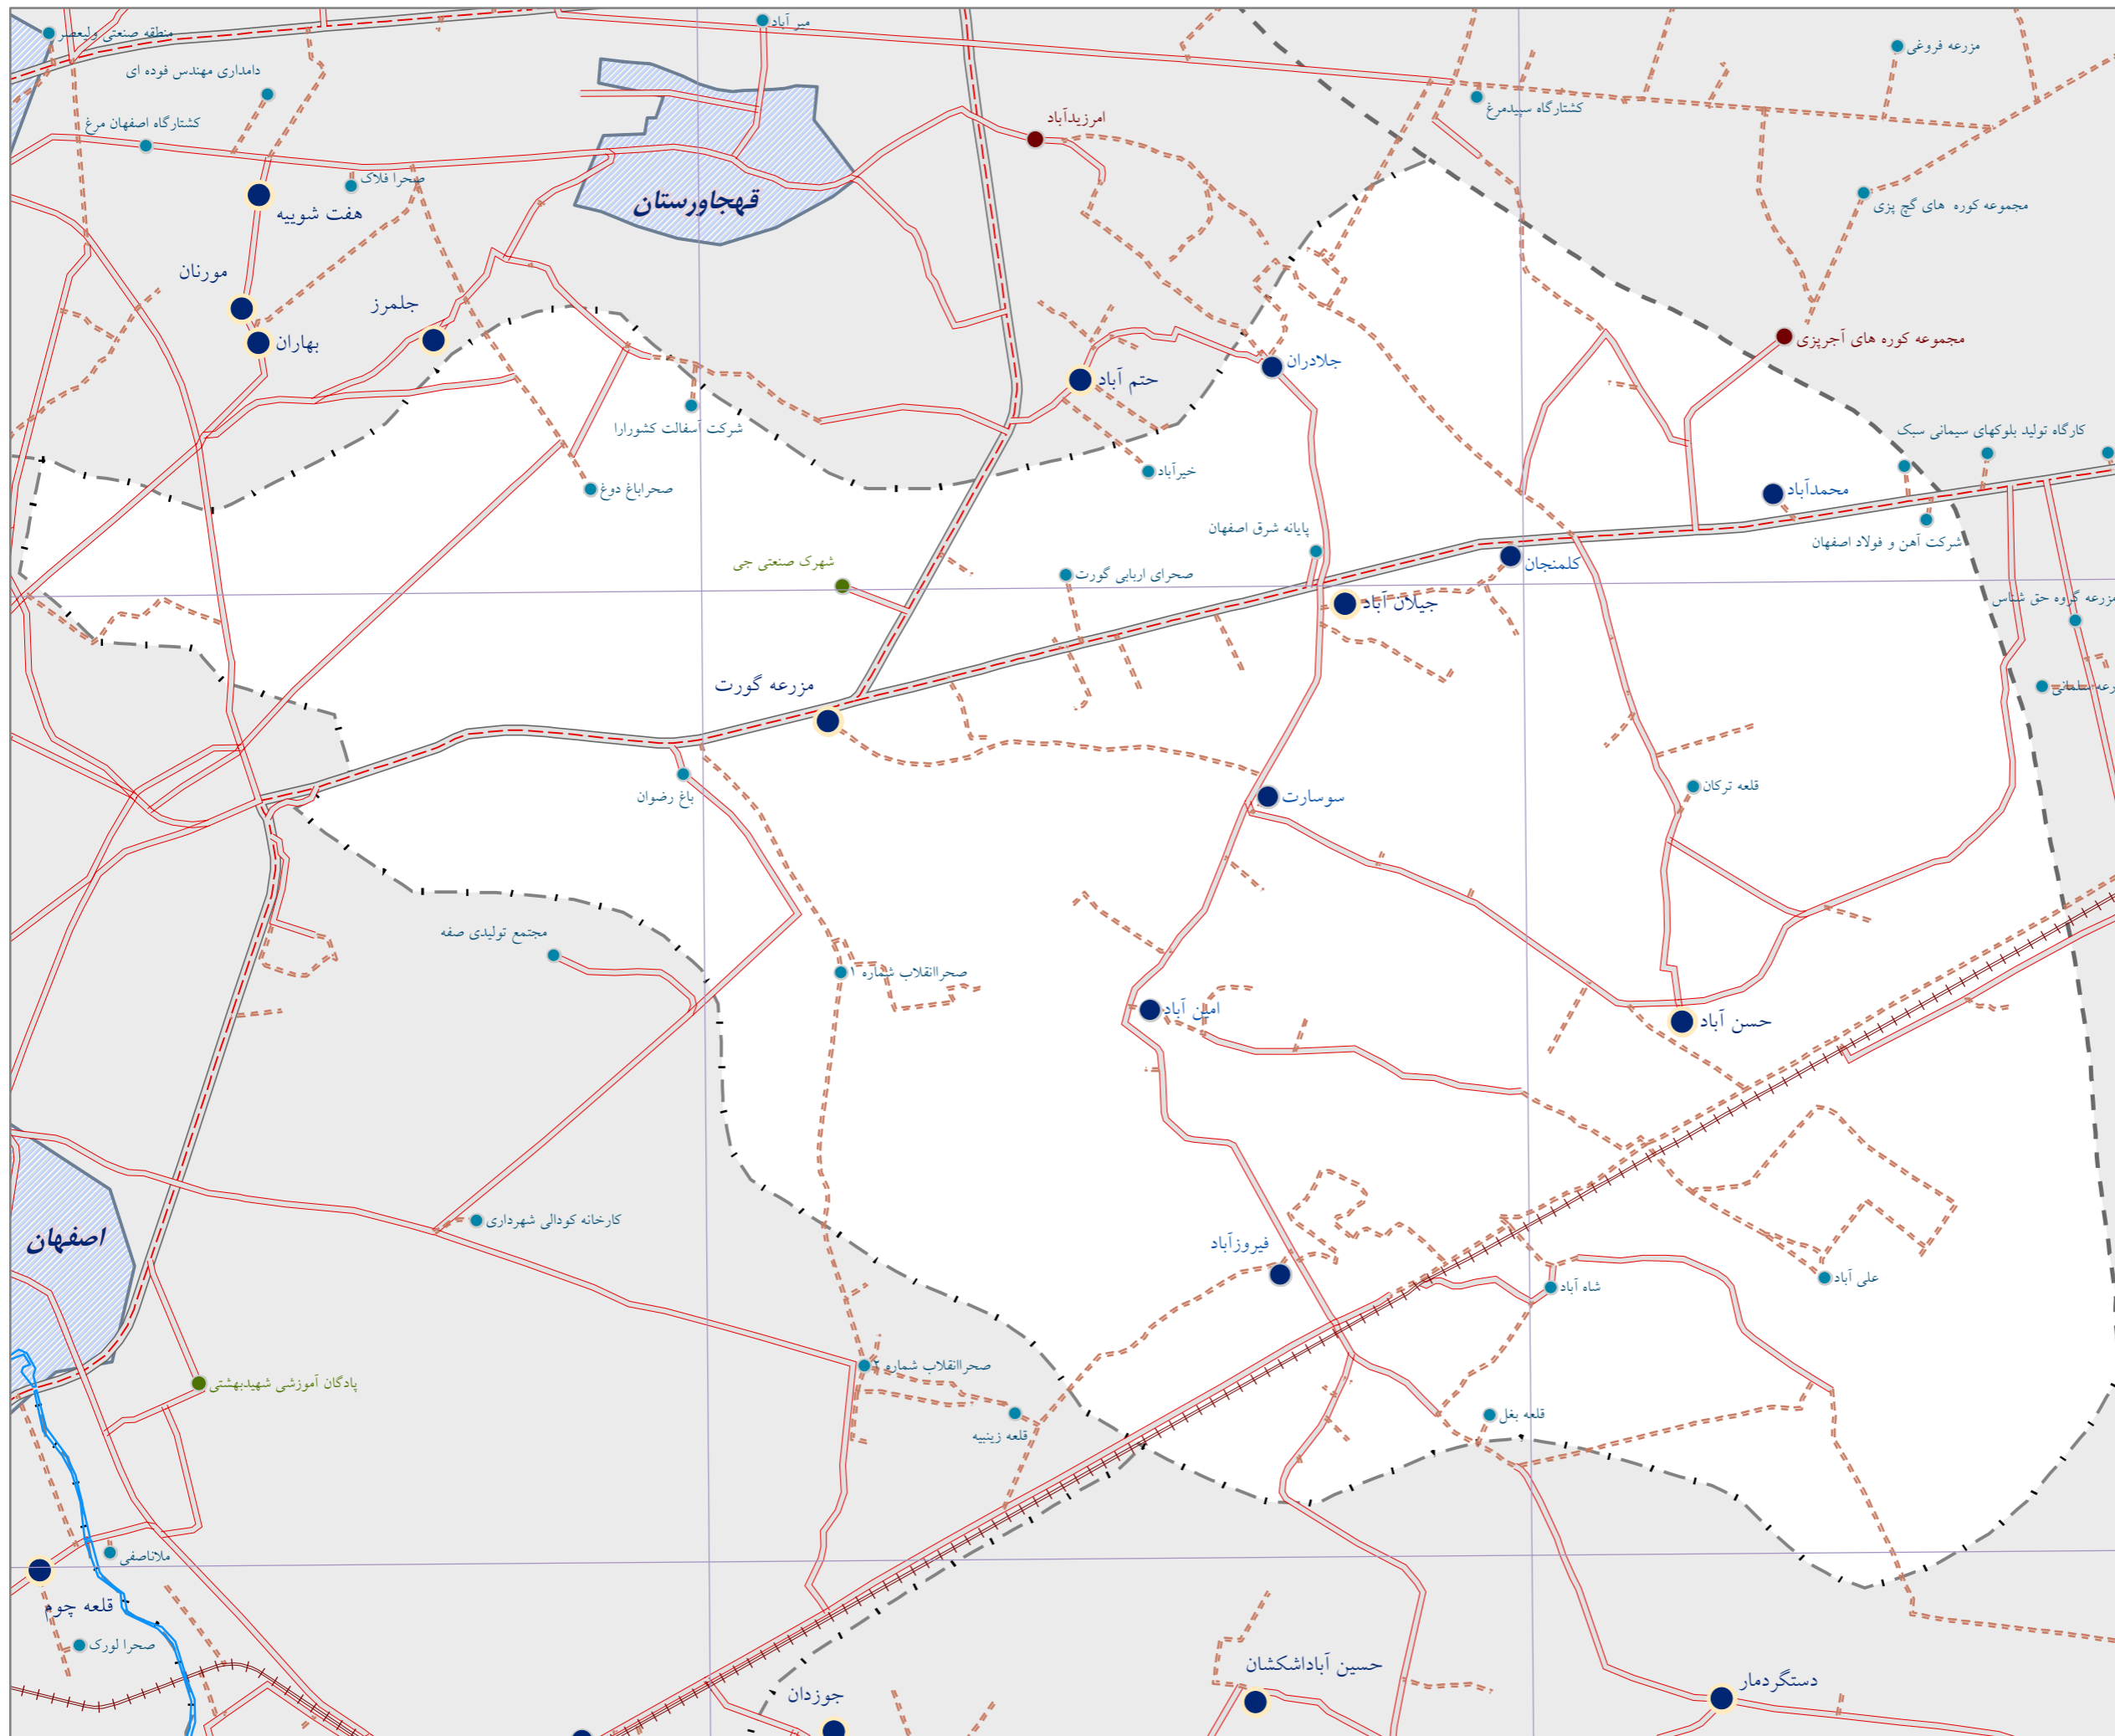 میر آباد
منطقه صنعتی ولیعصر
مزرعه فروغی
دامداری مهندس فوده ای
کشتارگاه سپیدمرغ
امرزیدآباد
کشتارگاه اصفهان مرغ
صحرا فلاک
قهجاورستان
مجموعه کوره های گچ پزی
هفت شوییه
مورنان
جلمرز
بهاران
مجموعه کوره های آجرپزی
جلادران
حتم آباد
شرکت آسفالت کشورارا
کارگاه تولید بلوکهای سیمانی سبک
خیرآباد
صحراباغ دوغ
محمدآباد
پایانه شرق اصفهان
شرکت آهن و فولاد اصفهان
شهرک صنعتی جی
کلمنجان
صحرای اربابی گورت
مزرعه گروه حق شناس
جیلان آباد
مزرعه گورت
قلعه ترکان
باغ رضوان
سوسارت
مجتمع تولیدی صفه
صحراانقلاب شماره ۱
امین آباد
حسن آباد
کارخانه کودالی شهرداری
اصفهان
فیروزآباد
علی آباد
شاه آباد
صحراانقلاب شماره ۲
پادگان آموزشی شهیدبهشتی
قلعه بغل
قلعه زینبیه
ملاناصفی
قلعه چوم
صحرا لورک
حسین آباداشکشان
دستگردمار
جوزدان